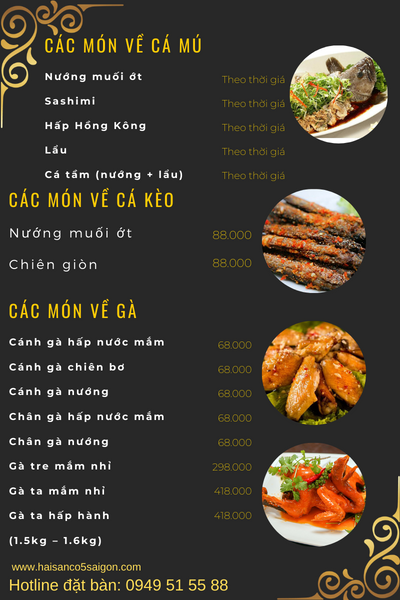 CÁC MÓN VỀ CÁ MÚ
Nướng muối ớt Theo thời giá
Sashimi Theo thời giá
Hấp Hồng Kông Theo thời giá
Lẩu Theo thời giá
Cá tầm (nướng + lẩu) Theo thời giá
CÁC MÓN VỀ CÁ KÈO
Nướng muối ớt 88.000
Chiên giòn 88.000
CÁC MÓN VỀ GÀ
Cánh gà hấp nước mắm 68.000
Cánh gà chiên bơ 68.000
Cánh gà nướng 68.000
Chân gà hấp nước mắm 68.000
Chân gà nướng 68.000
Gà tre mắm nhỉ 298.000
Gà ta mắm nhỉ 418.000
Gà ta hấp hành 418.000
(1.5kg – 1.6kg)
www.haisanco5saigon.com
Hotline đặt bàn: 0949 51 55 88